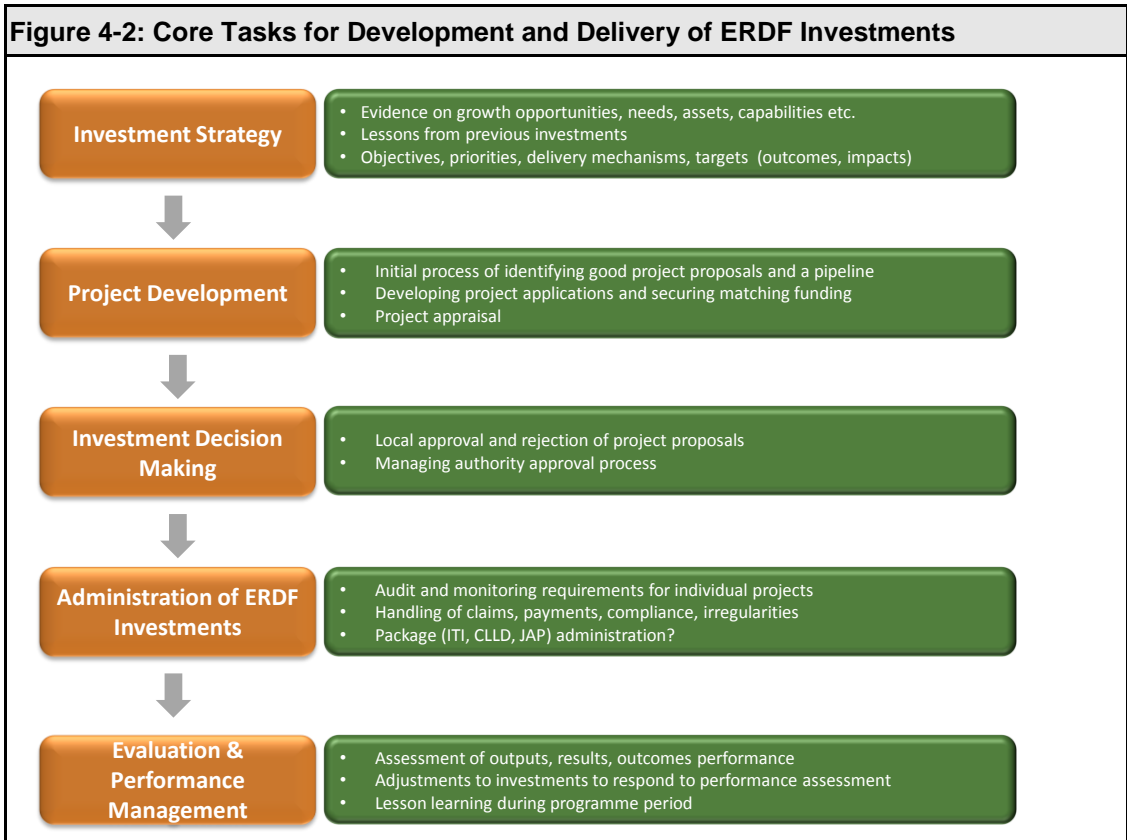 Figure 4-2: Core Tasks for Development and Delivery of ERDF Investments
Investment Strategy
• Evidence on growth opportunities, needs, assets, capabilities etc.
• Lessons from previous investments
• Objectives, priorities, delivery mechanisms, targets (outcomes, impacts)
Project Development
• Initial process of identifying good project proposals and a pipeline
• Developing project applications and securing matching funding
• Project appraisal
Investment Decision
Making
• Local approval and rejection of project proposals
• Managing authority approval process
Administration of ERDF
Investments
• Audit and monitoring requirements for individual projects
• Handling of claims, payments, compliance, irregularities
• Package (ITI, CLLD, JAP) administration?
Evaluation &
Performance
Management
• Assessment of outputs, results, outcomes performance
• Adjustments to investments to respond to performance assessment
• Lesson learning during programme period